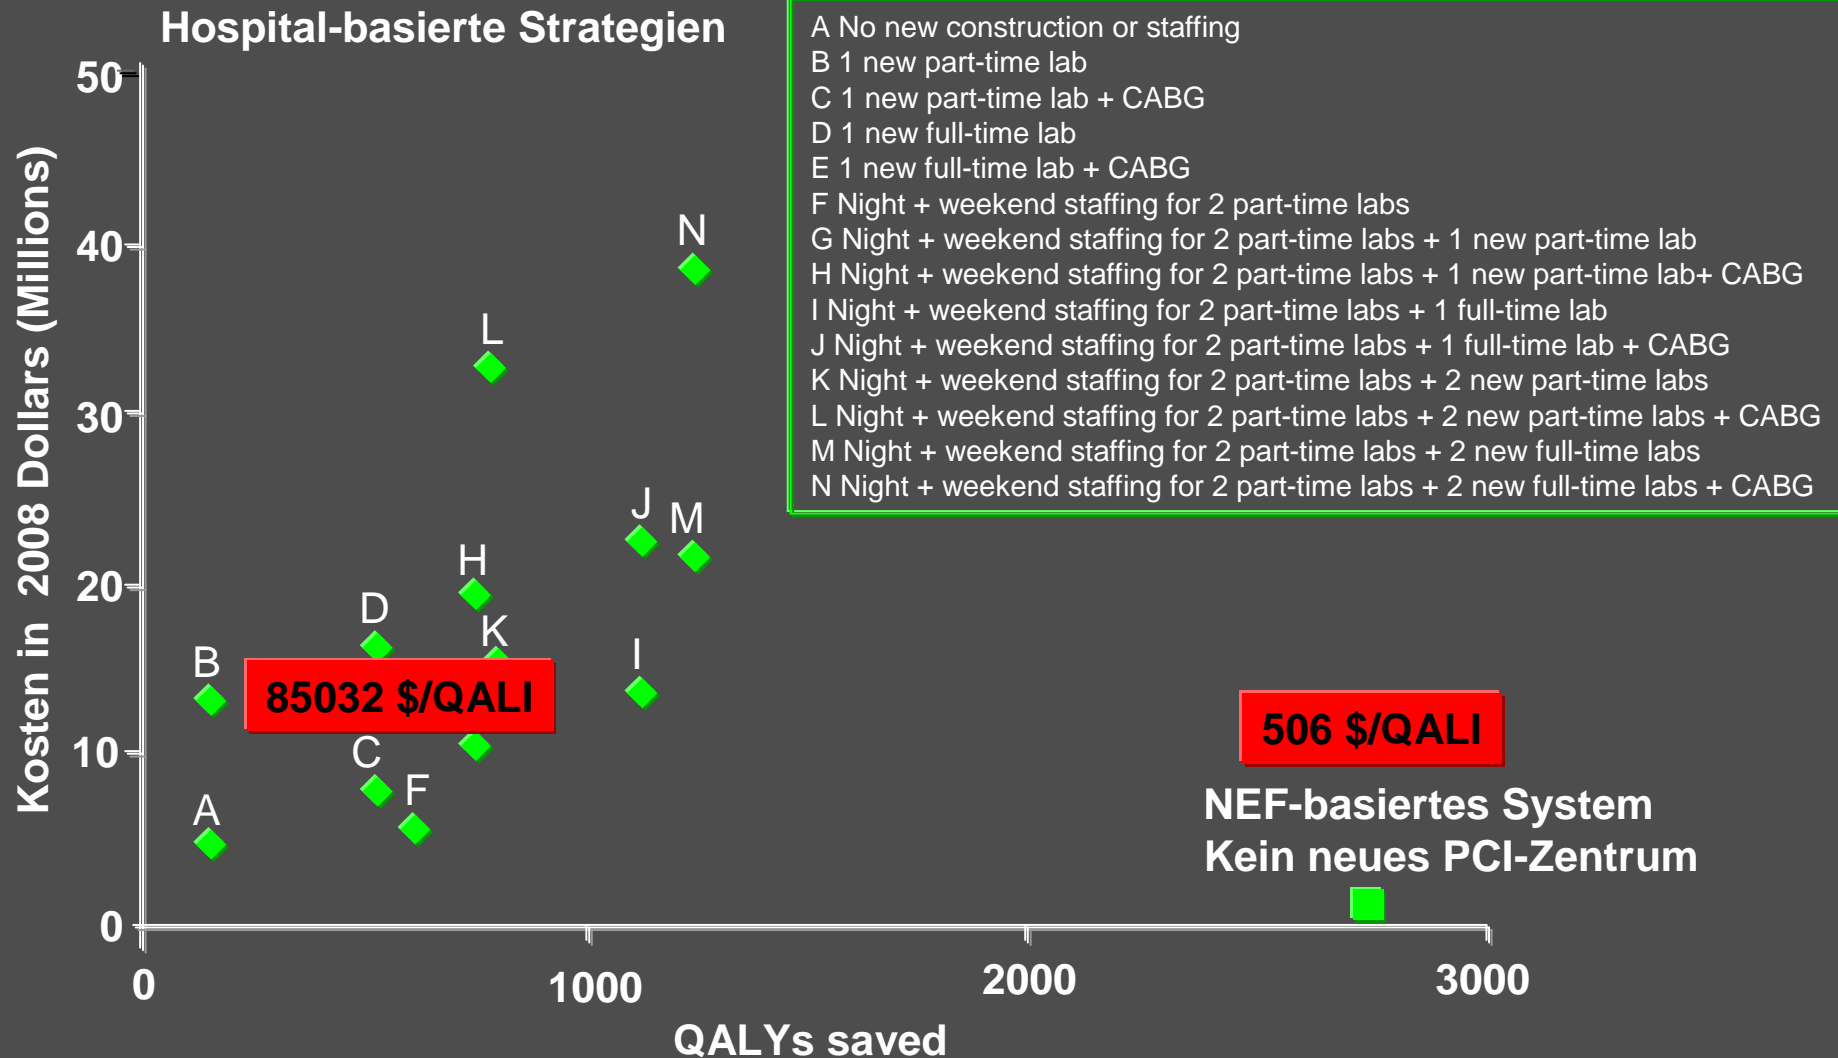 Hospital-basierte Strategien
A No new construction or staffing
B 1 new part-time lab
C 1 new part-time lab + CABG
D 1 new full-time lab
E 1 new full-time lab + CABG
F Night + weekend staffing for 2 part-time labs
G Night + weekend staffing for 2 part-time labs + 1 new part-time lab
H Night + weekend staffing for 2 part-time labs + 1 new part-time lab+ CABG
I Night + weekend staffing for 2 part-time labs + 1 full-time lab
J Night + weekend staffing for 2 part-time labs + 1 full-time lab + CABG
K Night + weekend staffing for 2 part-time labs + 2 new part-time labs
L Night + weekend staffing for 2 part-time labs + 2 new part-time labs + CABG
M Night + weekend staffing for 2 part-time labs + 2 new full-time labs
N Night + weekend staffing for 2 part-time labs + 2 new full-time labs + CABG
Kosten in 2008 Dollars (Millions)
50
40
30
20
10
0
N
L
J
M
H
D
K
B
I
85032 $/QALI
C
F
A
506 $/QALI
NEF-basiertes System
Kein neues PCI-Zentrum
0
1000
2000
3000
QALYs saved